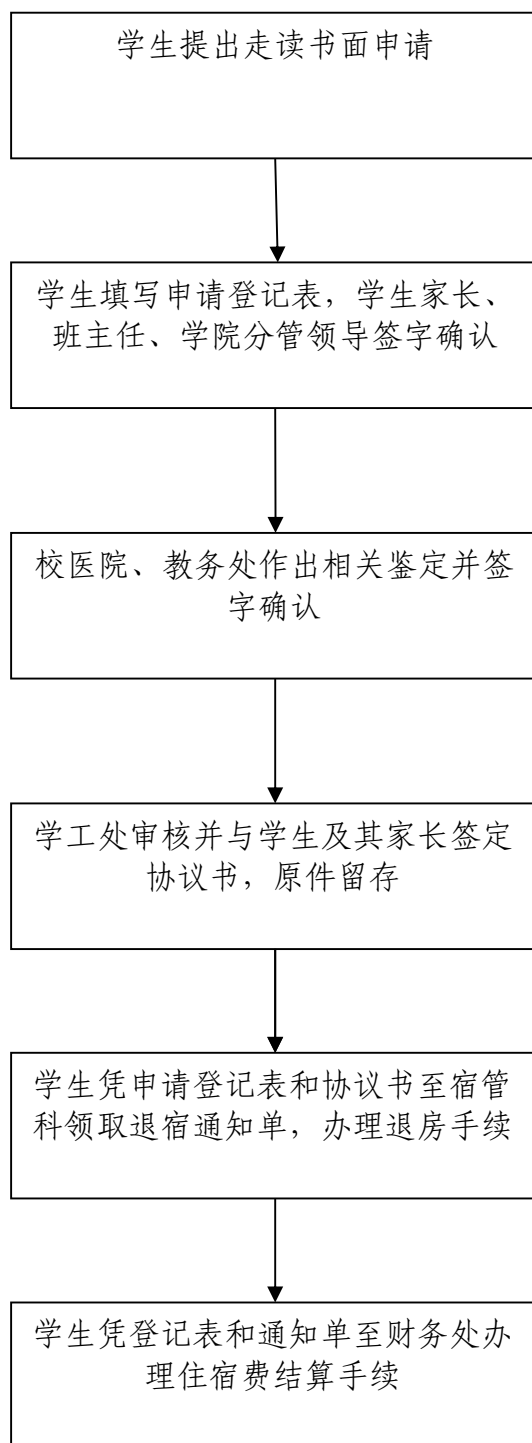 学生提出走读书面申请
学生填写申请登记表，学生家长、
班主任、学院分管领导签字确认
校医院、教务处作出相关鉴定并签
字确认
学工处审核并与学生及其家长签定
协议书，原件留存
学生凭申请登记表和协议书至宿管
科领取退宿通知单，办理退房手续
学生凭登记表和通知单至财务处办
理住宿费结算手续